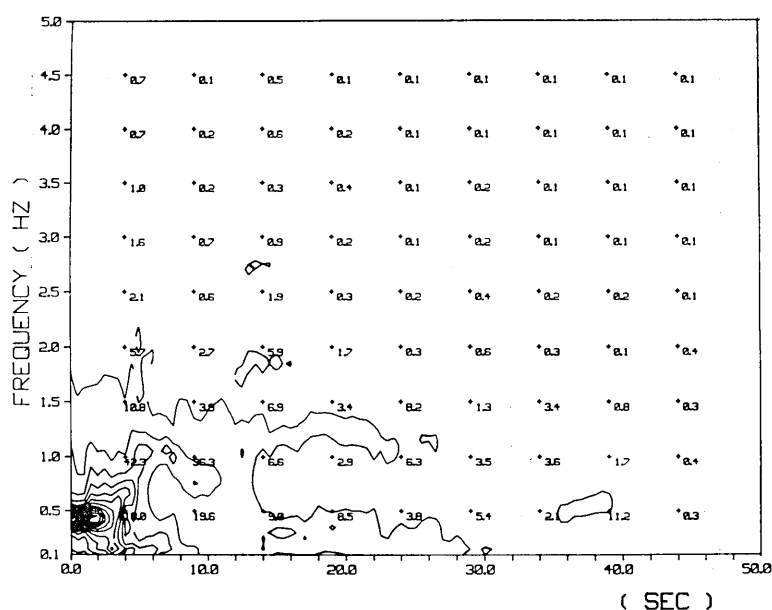 5.0
4.5 0.7 0.1 0.5 0.1 0.1 0.1 0.1 0.1 0.1
4.0 0.7 0.2 0.6 0.2 0.1 0.1 0.1 0.1 0.1
3.5 1.0 0.2 0.3 0.4 0.1 0.2 0.1 0.1 0.1
3.0 1.6 0.7 0.9 0.2 0.1 0.2 0.1 0.1 0.1
2.5 2.1 0.6 1.9 0.3 0.2 0.4 0.2 0.2 0.1
2.0 2.7 5.9 1.7 0.3 0.6 0.3 0.1 0.4
1.5 10.8 6.9 3.4 8.2 1.3 3.4 0.8 0.3
1.0 6.6 2.9 6.3 3.5 3.6 1.7 0.4
0.5 19.6 9.0 8.5 3.8 5.4 2.1 11.2 0.3
0.1
0.0 10.0 20.0 30.0 40.0 50.0
( SEC )
FREQUENCY ( HZ )